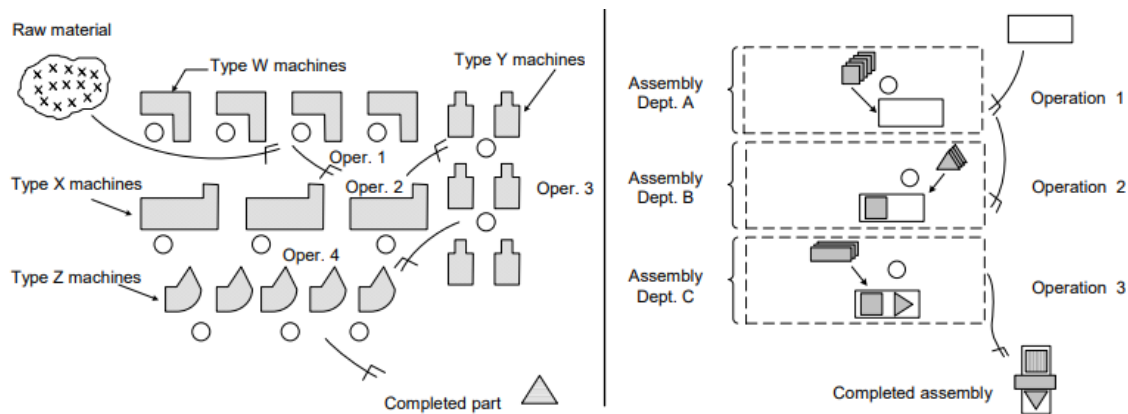 Raw material
Type W machines
Type Y machines
Oper. 1
Type X machines
Oper. 2
Oper. 3
Oper. 4
Type Z machines
Completed part
Assembly
Dept. A
Operation 1
Assembly
Dept. B
Operation 2
Assembly
Dept. C
Operation 3
Completed assembly